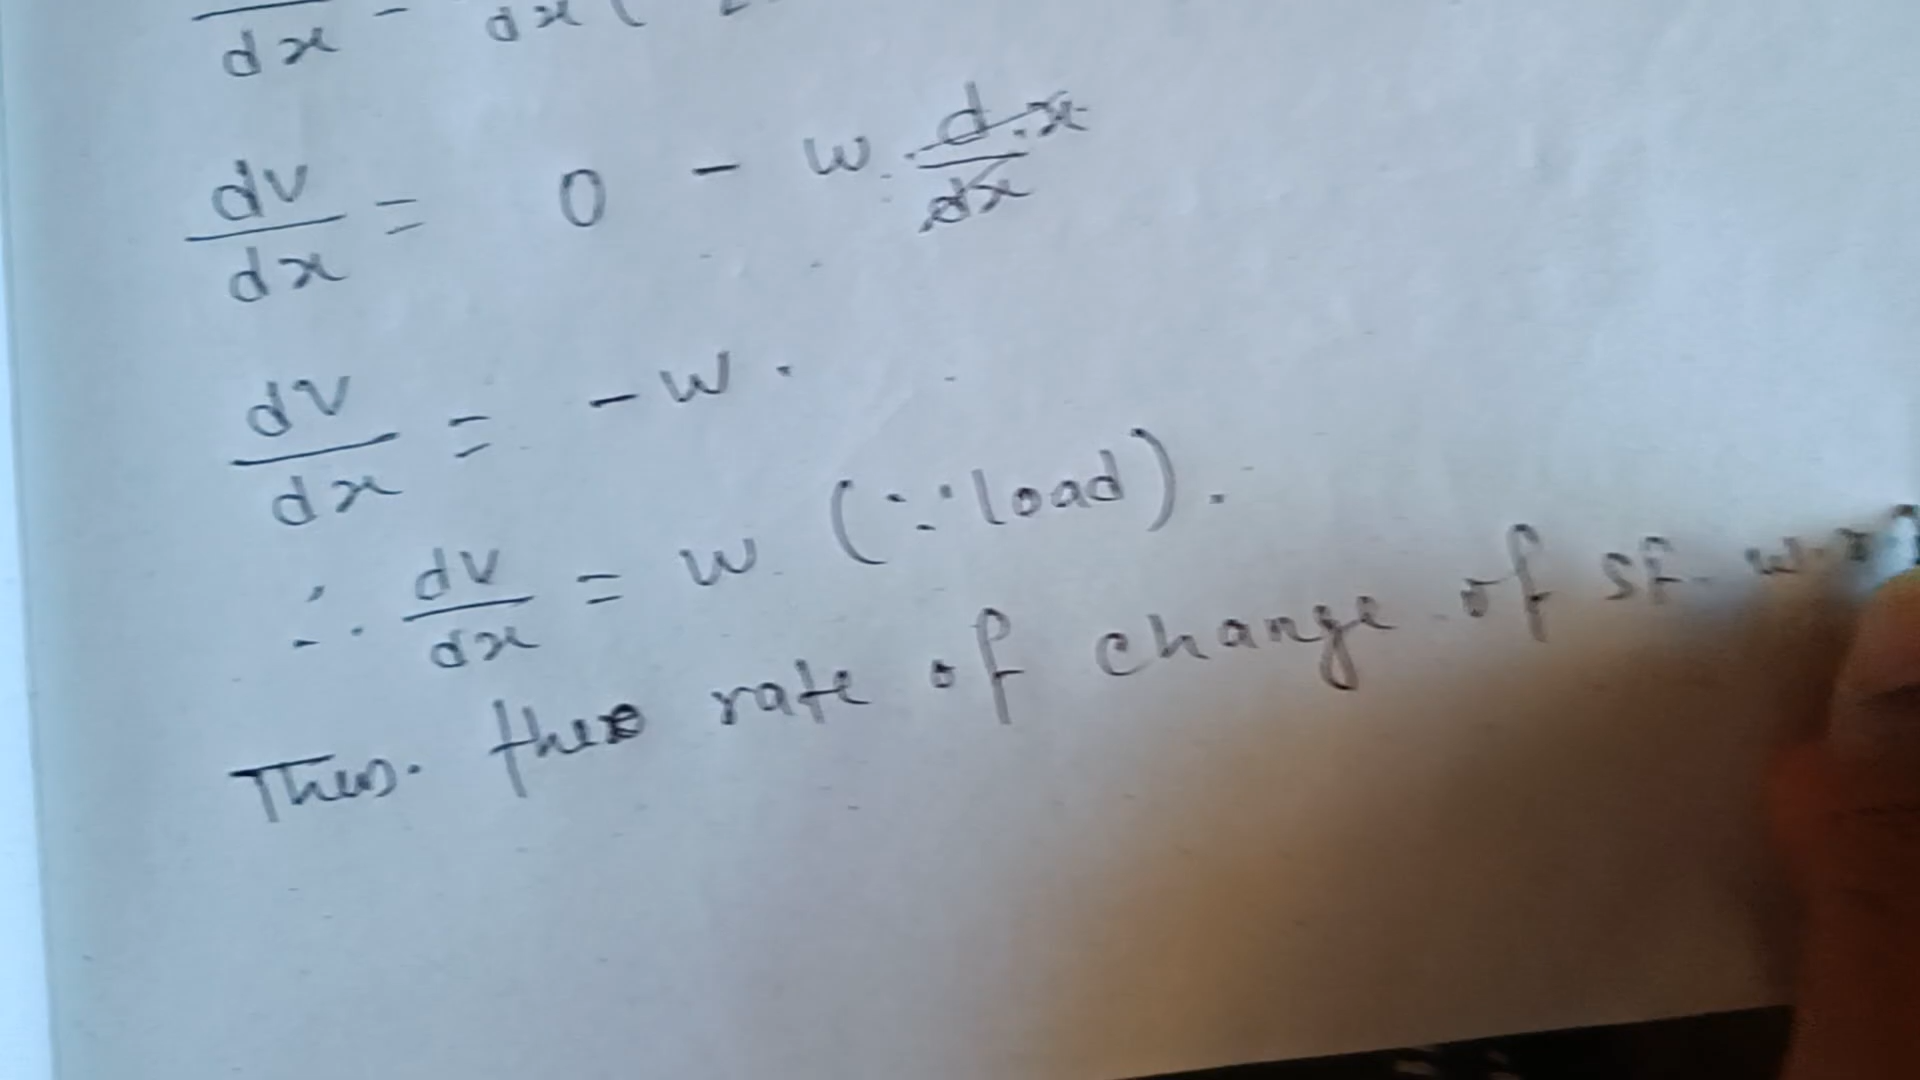 dx - dx (
dv/dx = 0 - w. d.x/dx
dv/dx = -w.
∴ dv/dx = w (∵ load).
Thus. the rate of change of SF. w.r